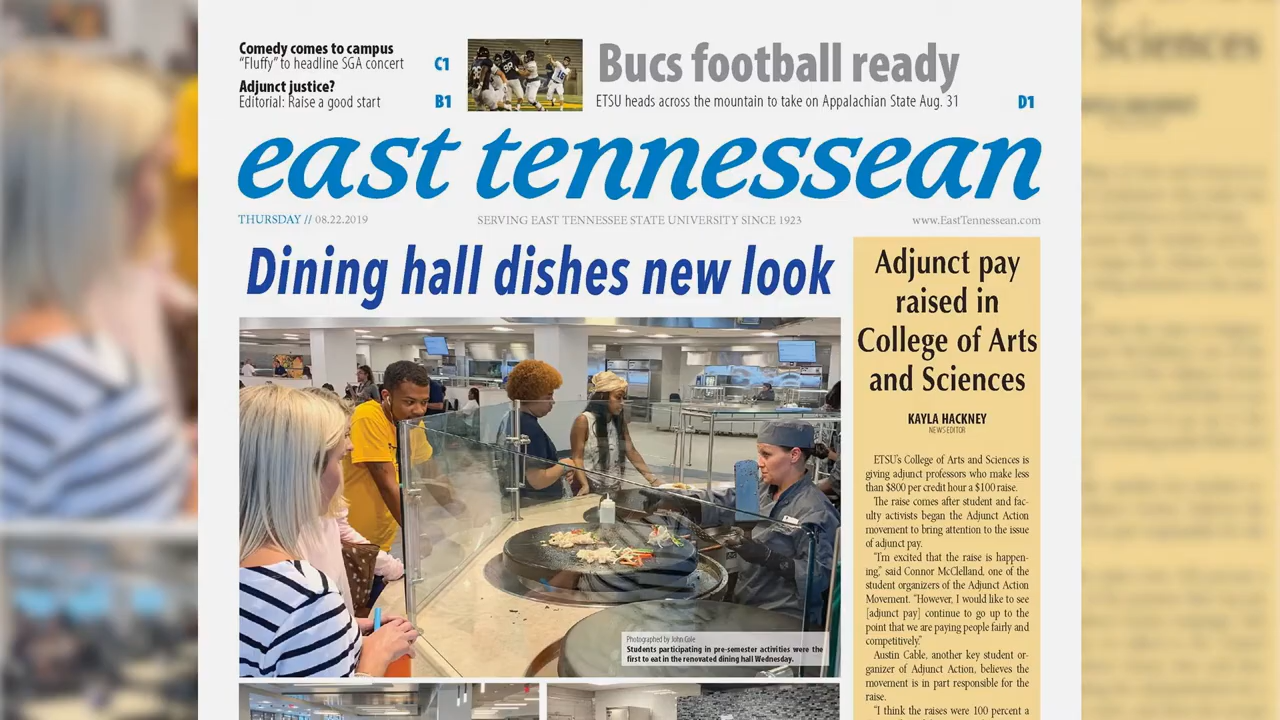 Comedy comes to campus
"Fluffy" to headline SGA concert
C1
Adjunct justice?
Editorial: Raise a good start
B1
Bucs football ready
ETSU heads across the mountain to take on Appalachian State Aug. 31
D1
east tennessean
THURSDAY // 08.22.2019
SERVING EAST TENNESSEE STATE UNIVERSITY SINCE 1923
www.EastTennessean.com
Dining hall dishes new look
Photographed by John Cole
Students participating in pre-semester activities were the
first to eat in the renovated dining hall Wednesday.
Adjunct pay
raised in
College of Arts
and Sciences
KAYLA HACKNEY
NEWS EDITOR
ETSU's College of Arts and Sciences is
giving adjunct professors who make less
than $800 per credit hour a $100 raise.
The raise comes after student and fac-
ulty activists began the Adjunct Action
movement to bring attention to the issue
of adjunct pay.
"I'm excited that the raise is happen-
ing," said Connor McClelland, one of the
student organizers of the Adjunct Action
Movement. "However, I would like to see
[adjunct pay] continue to go up to the
point that we are paying people fairly and
competitively."
Austin Cable, another key student or-
ganizer of Adjunct Action, believes the
movement is in part responsible for the
raise.
"I think the raises were 100 percent a
Sciences